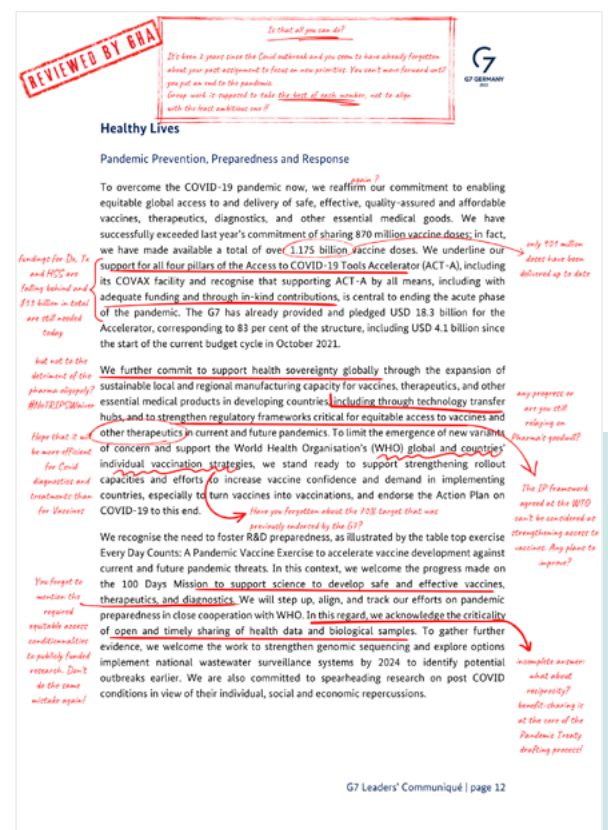 REVIEWED BY GHA
Is that all you can do?
It's been 2 years since the Covid outbreak and you seem to have already forgotten
about your past assignment to focus on new priorities. You can't move forward until
you put an end to the pandemic.
Group work is supposed to take the best of each member, not to align
with the least ambitious one !!
G7 GERMANY
2022
Healthy Lives
Pandemic Prevention, Preparedness and Response
again ?
To overcome the COVID-19 pandemic now, we reaffirm our commitment to enabling
equitable global access to and delivery of safe, effective, quality-assured and affordable
vaccines, therapeutics, diagnostics, and other essential medical goods. We have
successfully exceeded last year's commitment of sharing 870 million vaccine doses; in fact,
we have made available a total of over 1.175 billion vaccine doses. We underline our
support for all four pillars of the Access to COVID-19 Tools Accelerator (ACT-A), including
its COVAX facility and recognise that supporting ACT-A by all means, including with
adequate funding and through in-kind contributions, is central to ending the acute phase
of the pandemic. The G7 has already provided and pledged USD 18.3 billion for the
Accelerator, corresponding to 83 per cent of the structure, including USD 4.1 billion since
the start of the current budget cycle in October 2021.
only 901 million
doses have been
delivered up to date
fundings for Dx, Tx
and HSS are
falling behind and
in total
are still needed
today
We further commit to support health sovereignty globally through the expansion of
sustainable local and regional manufacturing capacity for vaccines, therapeutics, and other
essential medical products in developing countries, including through technology transfer
hubs, and to strengthen regulatory frameworks critical for equitable access to vaccines and
other therapeutics in current and future pandemics. To limit the emergence of new variants
of concern and support the World Health Organisation's (WHO) global and countries'
individual vaccination strategies, we stand ready to support strengthening rollout
capacities and efforts to increase vaccine confidence and demand in implementing
countries, especially to turn vaccines into vaccinations, and endorse the Action Plan on
COVID-19 to this end.
but not to the
detriment of the
pharma oligopoly?
#NoTRIPSWaiver
Hope that it will
be more efficient
for Covid
diagnostics and
treatments than
for Vaccines
any progress or
are you still
relying on
Pharma's goodwill?
The IP framework
agreed at the WTO
can't be considered at
strengthening access to
vaccines. Any plans to
improve?
Have you forgotten about the 70% target that was
previously endorsed by the G7?
We recognise the need to foster R&D preparedness, as illustrated by the table top exercise
Every Day Counts: A Pandemic Vaccine Exercise to accelerate vaccine development against
current and future pandemic threats. In this context, we welcome the progress made on
the 100 Days Mission to support science to develop safe and effective vaccines,
therapeutics, and diagnostics. We will step up, align, and track our efforts on pandemic
preparedness in close cooperation with WHO. In this regard, we acknowledge the criticality
of open and timely sharing of health data and biological samples. To gather further
evidence, we welcome the work to strengthen genomic sequencing and explore options
implement national wastewater surveillance systems by 2024 to identify potential
outbreaks earlier. We are also committed to spearheading research on post COVID
conditions in view of their individual, social and economic repercussions.
You forgot to
mention the
required
equitable access
conditionnalities
to publicly funded
research. Don't
do the same
mistake again!
incomplete answer:
what about
reciprocity?
benefit-sharing is
at the core of the
Pandemic Treaty
drafting process!
G7 Leaders' Communiqué | page 12